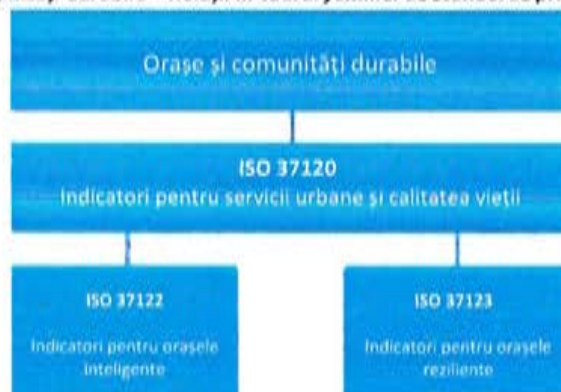 Orașe și comunități durabile
ISO 37120
Indicatori pentru servicii urbane și calitatea vieții
ISO 37122
Indicatori pentru orașele
inteligente
ISO 37123
Indicatori pentru orașele
reziliente